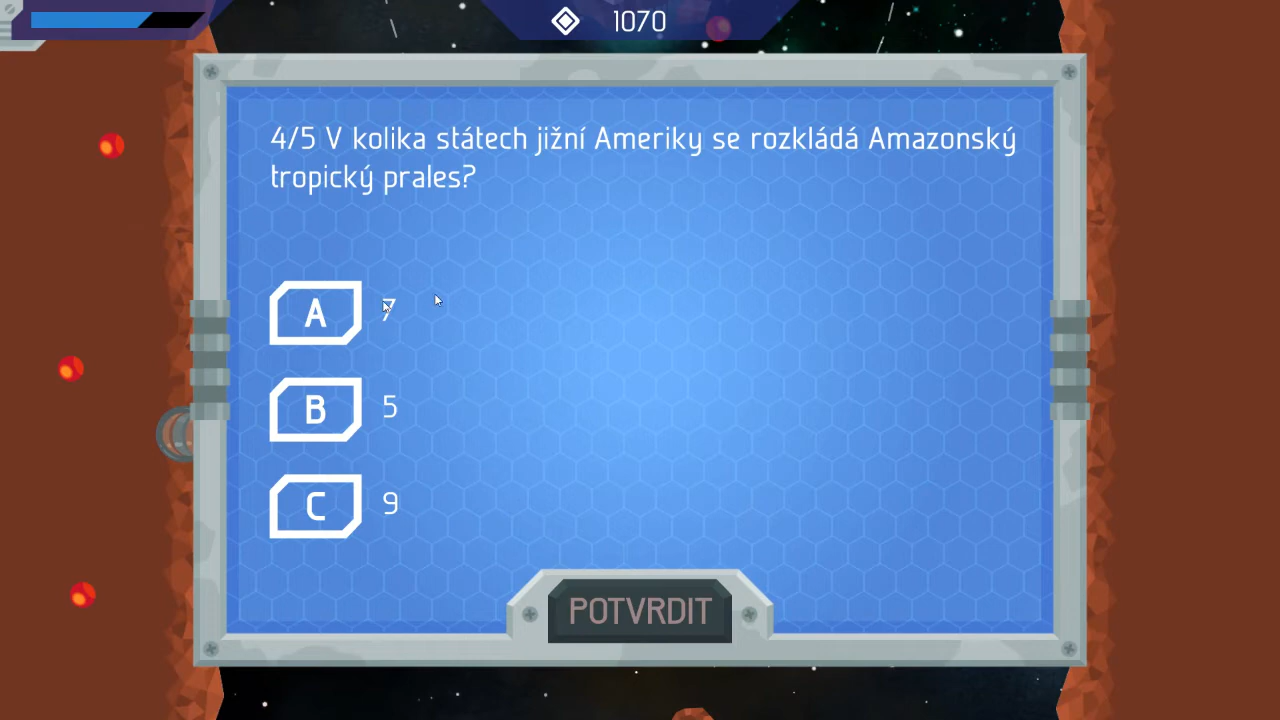 1070
4/5 V kolika státech jižní Ameriky se rozkládá Amazonský
tropický prales?
A 7
B 5
C 9
POTVRDIT